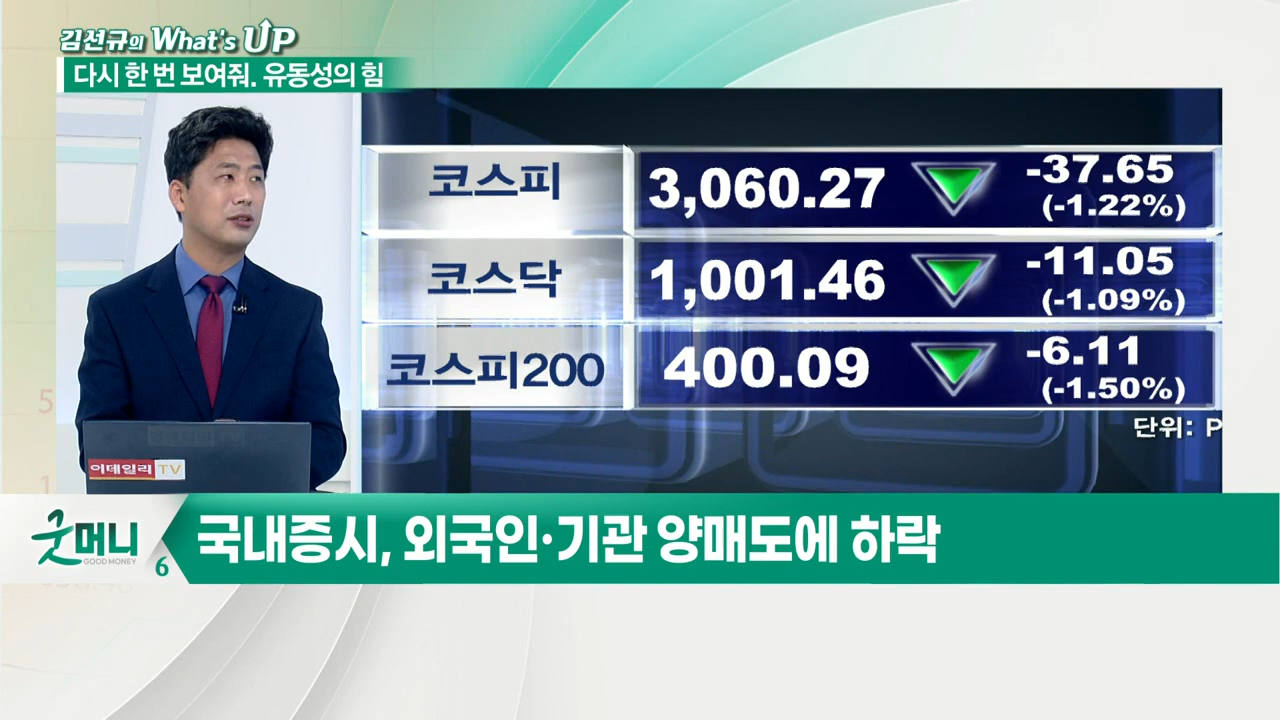 김선규의 What's UP
다시 한 번 보여줘. 유동성의 힘
코스피 3,060.27 -37.65 (-1.22%)
코스닥 1,001.46 -11.05 (-1.09%)
코스피200 400.09 -6.11 (-1.50%)
단위: P
이데일리 TV
굿머니
GOOD MONEY
6
국내증시, 외국인·기관 양매도에 하락